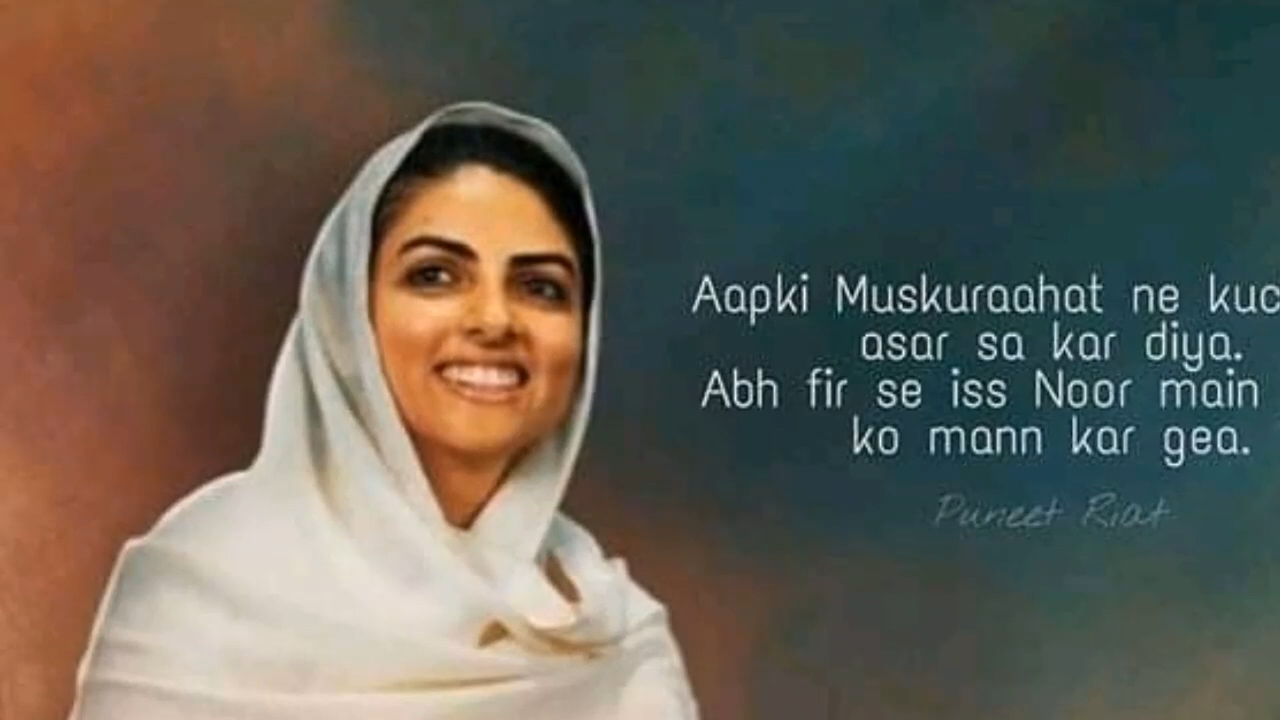 Aapki Muskuraahat ne kuc
asar sa kar diya.
Abh fir se iss Noor main
ko mann kar gea.
Puneet Riat